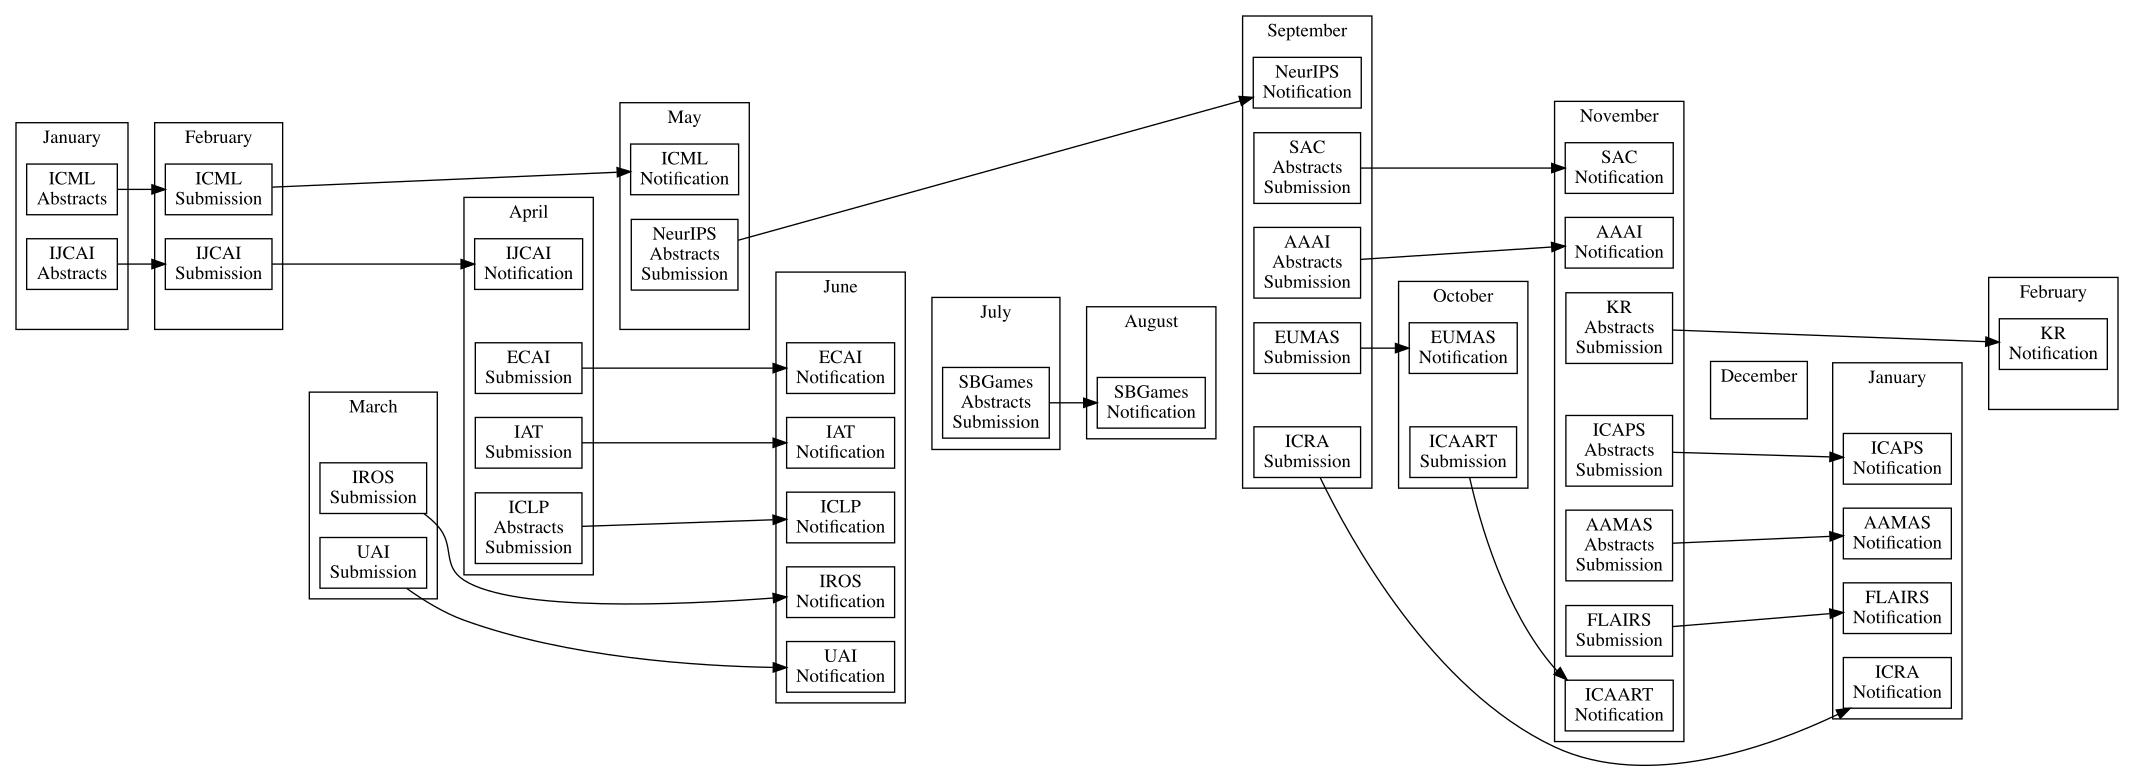 January
ICML
Abstracts
IJCAI
Abstracts
February
ICML
Submission
IJCAI
Submission
March
IROS
Submission
UAI
Submission
April
IJCAI
Notification
ECAI
Submission
IAT
Submission
ICLP
Abstracts
Submission
May
ICML
Notification
NeurIPS
Abstracts
Submission
June
ECAI
Notification
IAT
Notification
ICLP
Notification
IROS
Notification
UAI
Notification
July
SBGames
Abstracts
Submission
August
SBGames
Notification
September
NeurIPS
Notification
SAC
Abstracts
Submission
AAAI
Abstracts
Submission
EUMAS
Submission
ICRA
Submission
October
EUMAS
Notification
ICAART
Submission
November
SAC
Notification
AAAI
Notification
KR
Abstracts
Submission
ICAPS
Abstracts
Submission
AAMAS
Abstracts
Submission
FLAIRS
Submission
ICAART
Notification
December
January
ICAPS
Notification
AAMAS
Notification
FLAIRS
Notification
ICRA
Notification
February
KR
Notification